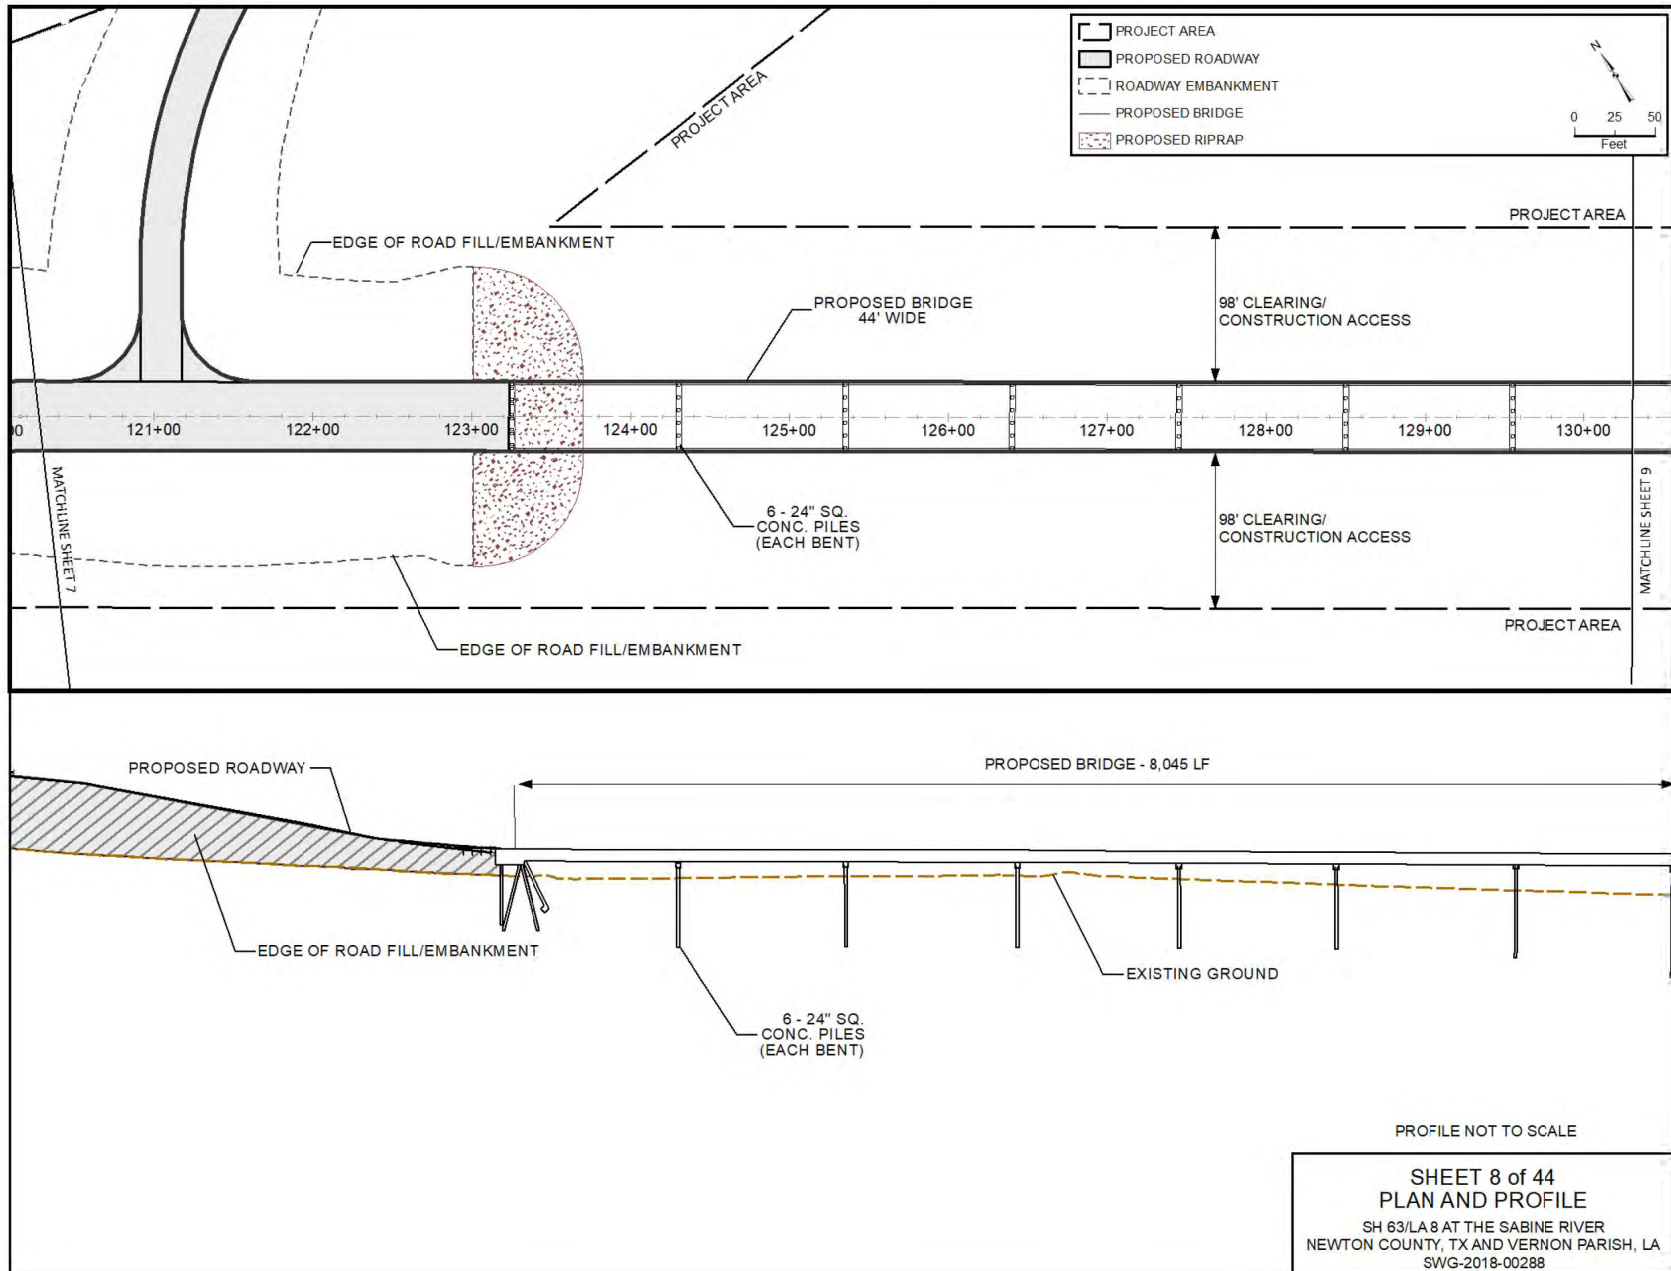 PROJECT AREA
PROPOSED ROADWAY
ROADWAY EMBANKMENT
PROPOSED BRIDGE
PROPOSED RIPRAP
N
0 25 50
Feet
PROJECT AREA
PROJECT AREA
EDGE OF ROAD FILL/EMBANKMENT
PROPOSED BRIDGE
44' WIDE
98' CLEARING/
CONSTRUCTION ACCESS
00 121+00 122+00 123+00 124+00 125+00 126+00 127+00 128+00 129+00 130+00
MATCHLINE SHEET 7
6 - 24" SQ.
CONC. PILES
(EACH BENT)
98' CLEARING/
CONSTRUCTION ACCESS
MATCHLINE SHEET 9
PROJECT AREA
EDGE OF ROAD FILL/EMBANKMENT
PROPOSED ROADWAY
PROPOSED BRIDGE - 8,045 LF
EDGE OF ROAD FILL/EMBANKMENT
EXISTING GROUND
6 - 24" SQ.
CONC. PILES
(EACH BENT)
PROFILE NOT TO SCALE
SHEET 8 of 44
PLAN AND PROFILE
SH 63/LA 8 AT THE SABINE RIVER
NEWTON COUNTY, TX AND VERNON PARISH, LA
SWG-2018-00288